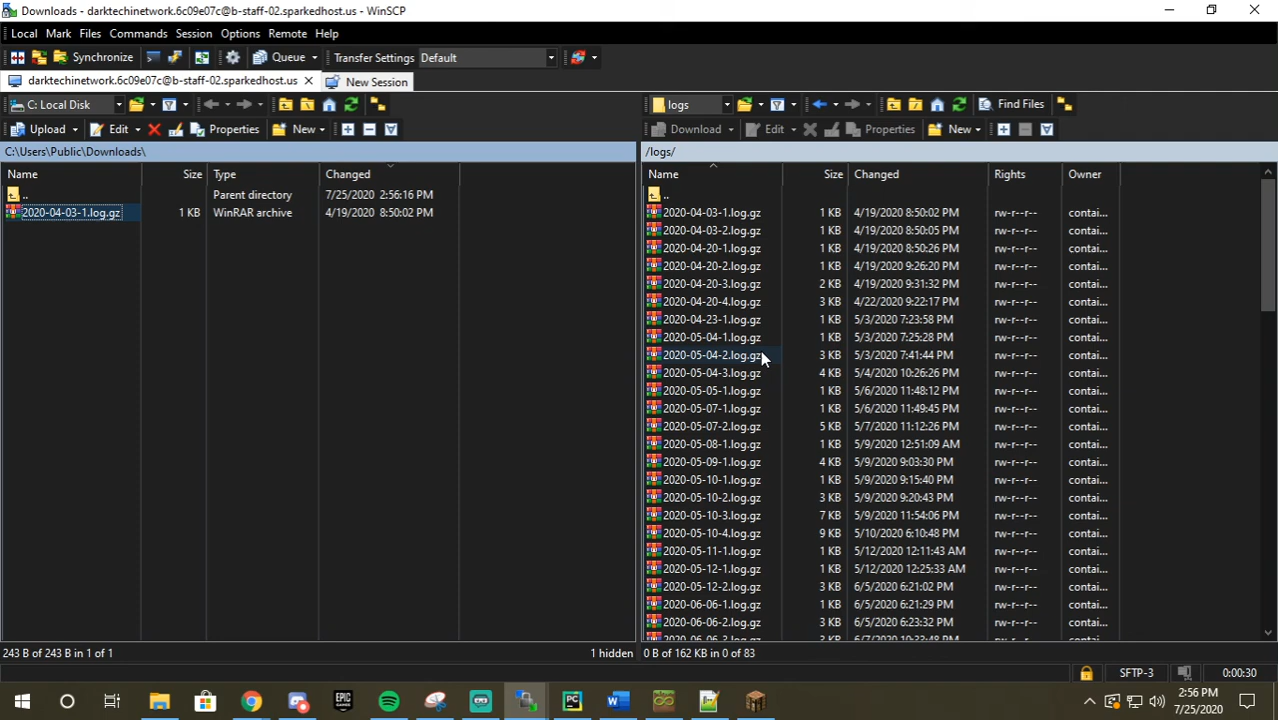 Downloads - darktechinetwork.6c09e07c@b-staff-02.sparkedhost.us - WinSCP
Local Mark Files Commands Session Options Remote Help
Synchronize Queue Transfer Settings Default
darktechinetwork.6c09e07c@b-staff-02.sparkedhost.us × New Session
C: Local Disk logs Find Files
Upload Edit Properties New Download Edit Properties New
C:\Users\Public\Downloads\ /logs/
Name Size Type Changed Name Size Changed Rights Owner
.. Parent directory 7/25/2020 2:56:16 PM ..
2020-04-03-1.log.gz 1 KB WinRAR archive 4/19/2020 8:50:02 PM 2020-04-03-1.log.gz 1 KB 4/19/2020 8:50:02 PM rw-r--r-- contai...
2020-04-03-2.log.gz 1 KB 4/19/2020 8:50:05 PM rw-r--r-- contai...
2020-04-20-1.log.gz 1 KB 4/19/2020 8:50:26 PM rw-r--r-- contai...
2020-04-20-2.log.gz 1 KB 4/19/2020 9:26:20 PM rw-r--r-- contai...
2020-04-20-3.log.gz 2 KB 4/19/2020 9:31:32 PM rw-r--r-- contai...
2020-04-20-4.log.gz 3 KB 4/22/2020 9:22:17 PM rw-r--r-- contai...
2020-04-23-1.log.gz 1 KB 5/3/2020 7:23:58 PM rw-r--r-- contai...
2020-05-04-1.log.gz 1 KB 5/3/2020 7:25:28 PM rw-r--r-- contai...
2020-05-04-2.log.gz 3 KB 5/3/2020 7:41:44 PM rw-r--r-- contai...
2020-05-04-3.log.gz 4 KB 5/4/2020 10:26:26 PM rw-r--r-- contai...
2020-05-05-1.log.gz 1 KB 5/6/2020 11:48:12 PM rw-r--r-- contai...
2020-05-07-1.log.gz 1 KB 5/6/2020 11:49:45 PM rw-r--r-- contai...
2020-05-07-2.log.gz 5 KB 5/7/2020 11:12:26 PM rw-r--r-- contai...
2020-05-08-1.log.gz 1 KB 5/9/2020 12:51:09 AM rw-r--r-- contai...
2020-05-09-1.log.gz 4 KB 5/9/2020 9:03:30 PM rw-r--r-- contai...
2020-05-10-1.log.gz 1 KB 5/9/2020 9:15:40 PM rw-r--r-- contai...
2020-05-10-2.log.gz 3 KB 5/9/2020 9:20:43 PM rw-r--r-- contai...
2020-05-10-3.log.gz 7 KB 5/9/2020 11:54:06 PM rw-r--r-- contai...
2020-05-10-4.log.gz 9 KB 5/10/2020 6:10:48 PM rw-r--r-- contai...
2020-05-11-1.log.gz 1 KB 5/12/2020 12:11:43 AM rw-r--r-- contai...
2020-05-12-1.log.gz 1 KB 5/12/2020 12:25:33 AM rw-r--r-- contai...
2020-05-12-2.log.gz 3 KB 6/5/2020 6:21:02 PM rw-r--r-- contai...
2020-06-06-1.log.gz 1 KB 6/5/2020 6:21:29 PM rw-r--r-- contai...
2020-06-06-2.log.gz 3 KB 6/5/2020 6:23:32 PM rw-r--r-- contai...
2020-06-06-3.log.gz 3 KB 6/7/2020 10:33:48 PM rw-r--r-- contai...
243 B of 243 B in 1 of 1 1 hidden 0 B of 162 KB in 0 of 83
SFTP-3 0:00:30
EPIC GAMES PC W 2:56 PM
7/25/2020